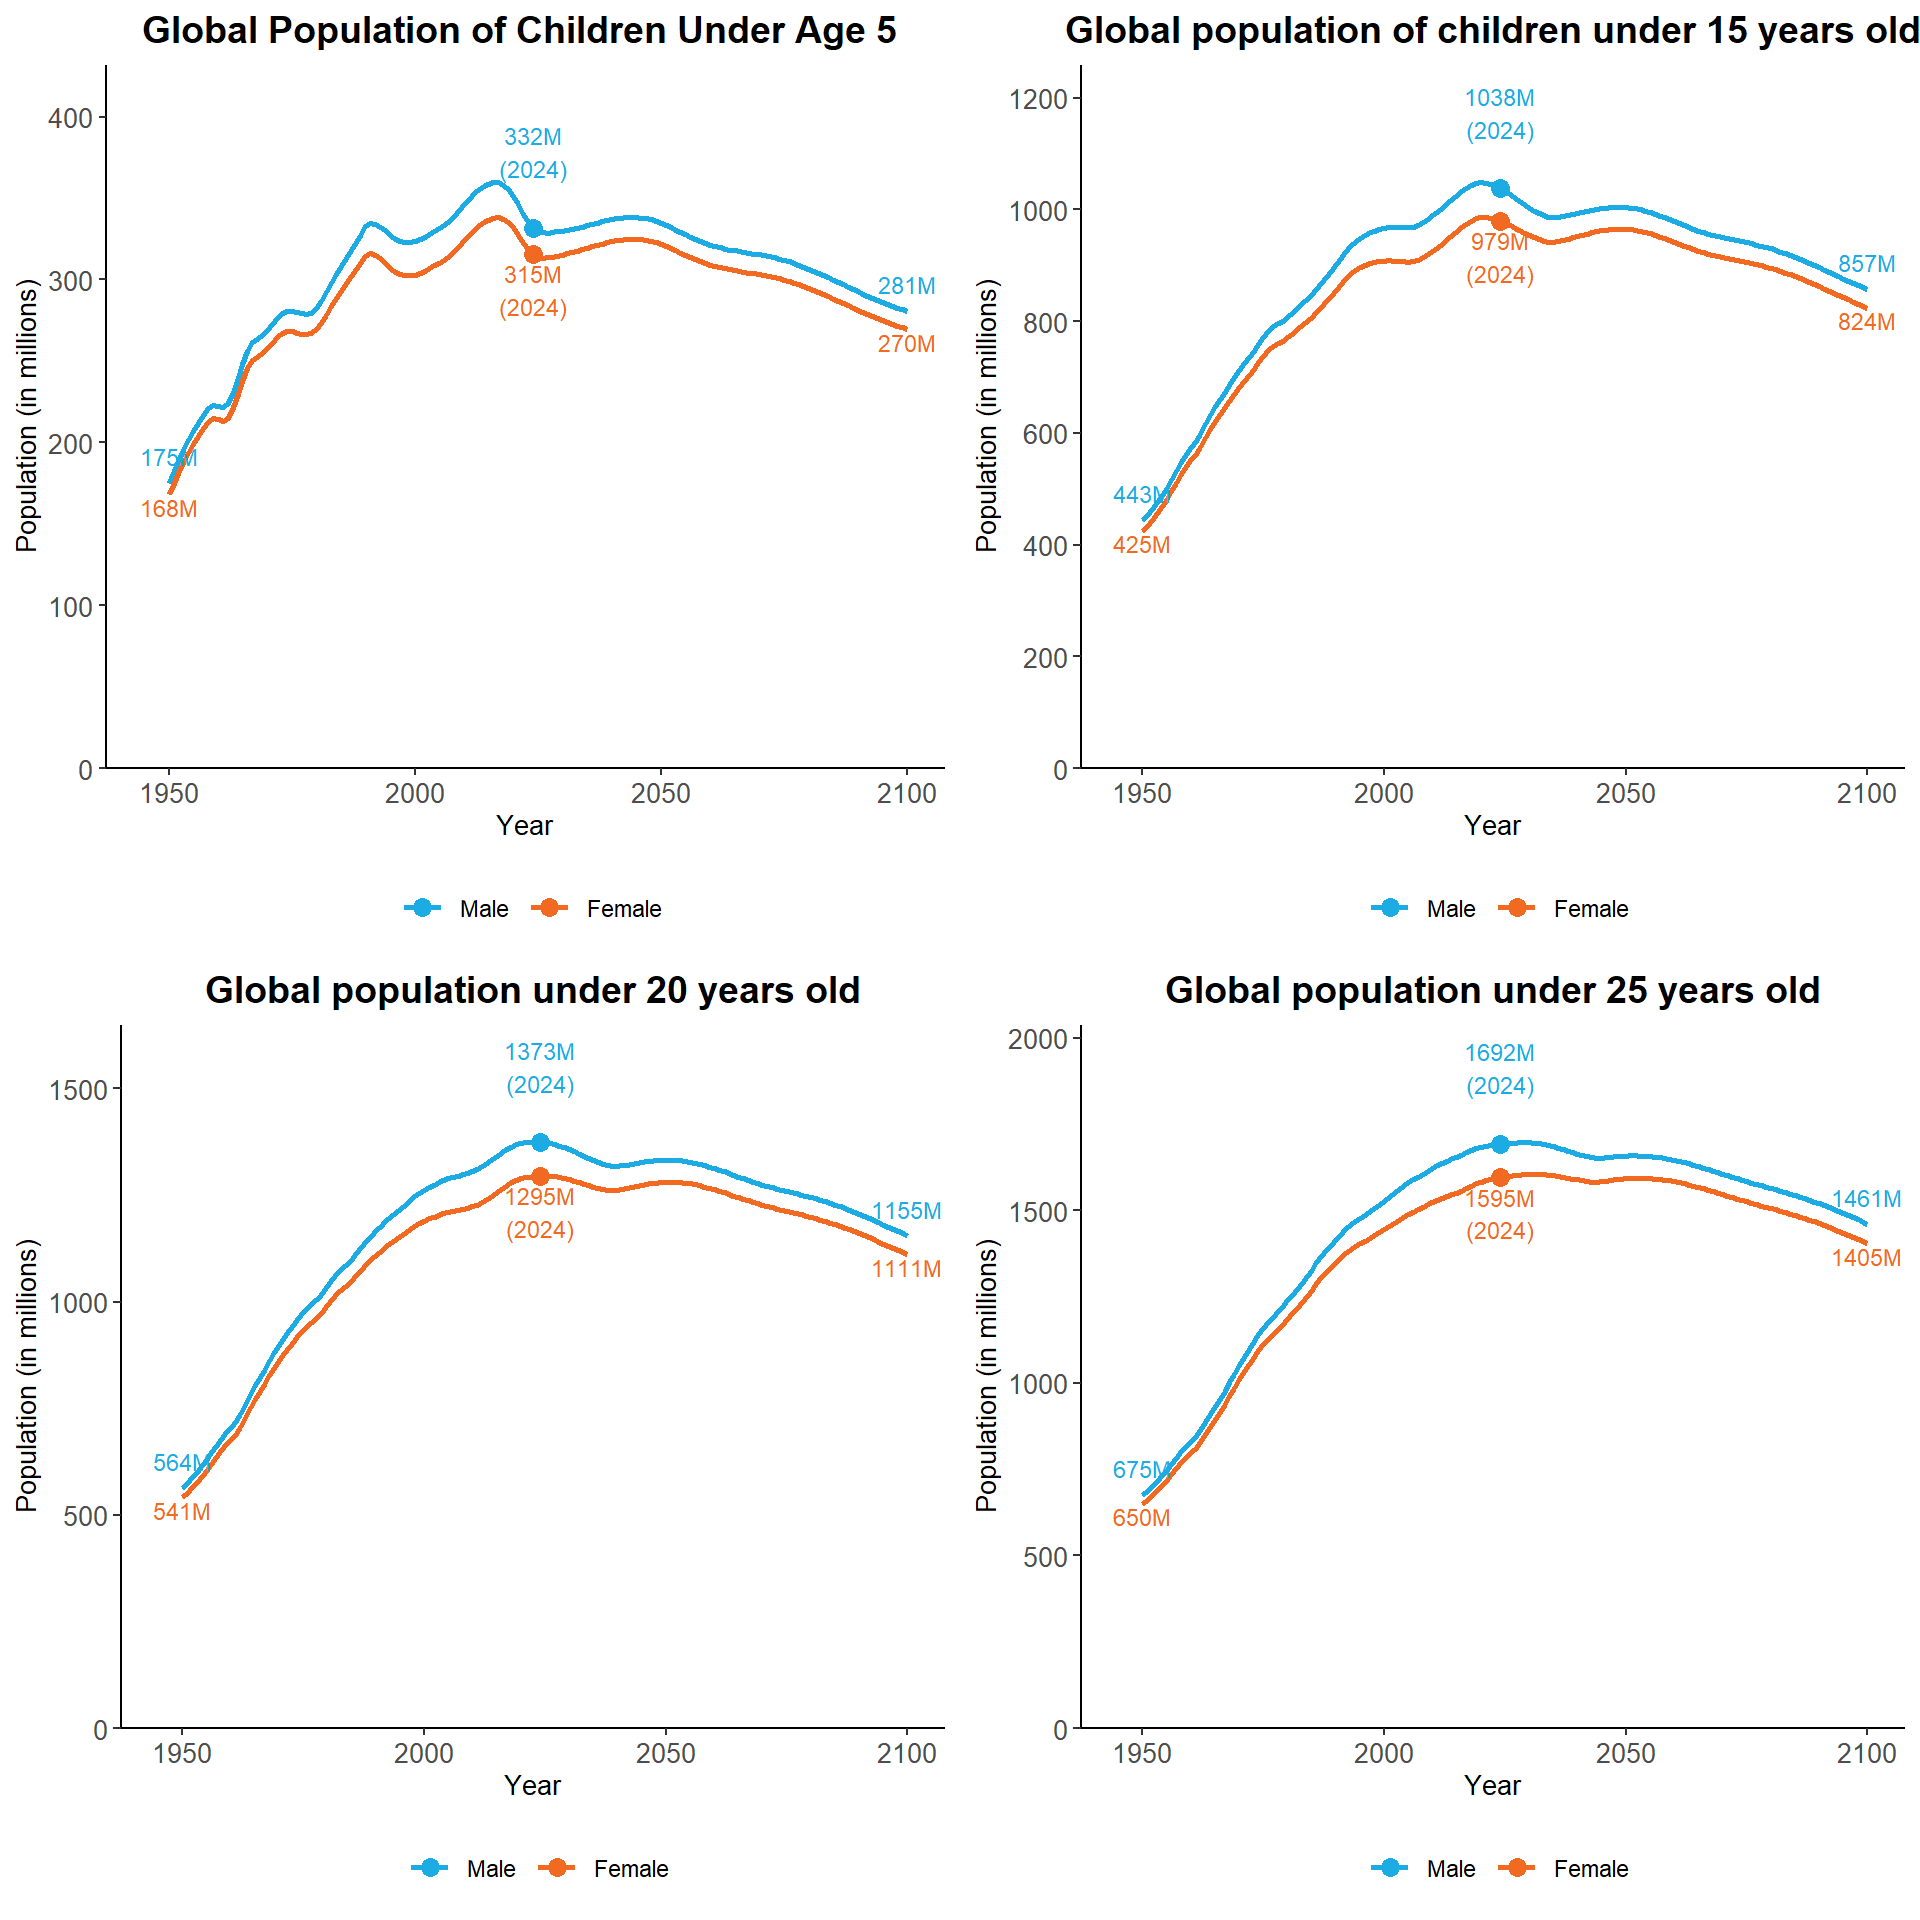 Global Population of Children Under Age 5
Population (in millions)
400
300
200
100
0
332M
(2024)
315M
(2024)
175M
168M
281M
270M
1950
2000
2050
2100
Year
Male
Female
Global population of children under 15 years old
Population (in millions)
1200
1000
800
600
400
200
0
1038M
(2024)
979M
(2024)
443M
425M
857M
824M
1950
2000
2050
2100
Year
Male
Female
Global population under 20 years old
Population (in millions)
1500
1000
500
0
1373M
(2024)
1295M
(2024)
564M
541M
1155M
1111M
1950
2000
2050
2100
Year
Male
Female
Global population under 25 years old
Population (in millions)
2000
1500
1000
500
0
1692M
(2024)
1595M
(2024)
675M
650M
1461M
1405M
1950
2000
2050
2100
Year
Male
Female